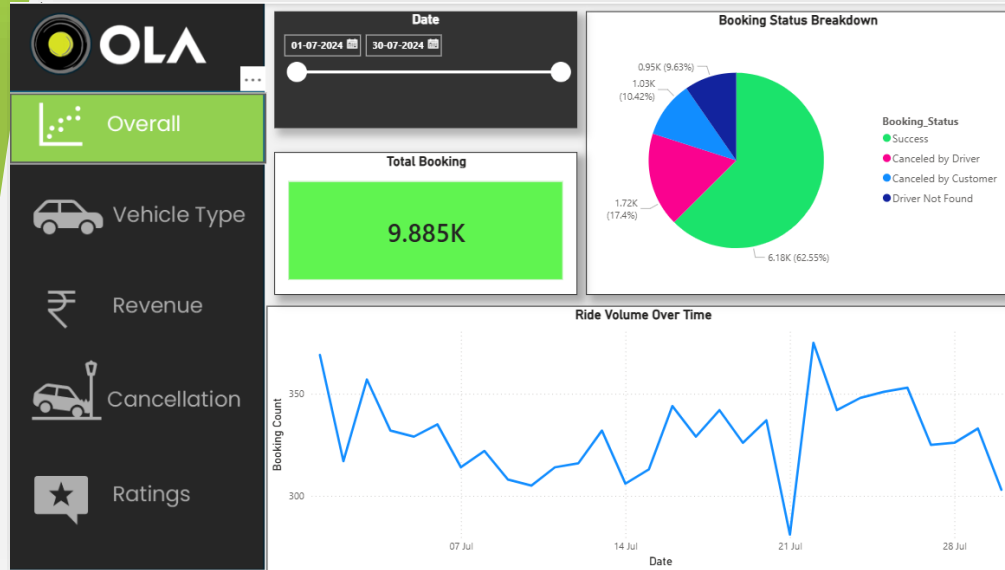 OLA
...
Overall
Vehicle Type
Revenue
Cancellation
Ratings
Date
01-07-2024
30-07-2024
Total Booking
9.885K
Booking Status Breakdown
0.95K (9.63%)
1.03K
(10.42%)
1.72K
(17.4%)
6.18K (62.55%)
Booking_Status
Success
Canceled by Driver
Canceled by Customer
Driver Not Found
Ride Volume Over Time
Booking Count
350
300
07 Jul
14 Jul
21 Jul
28 Jul
Date